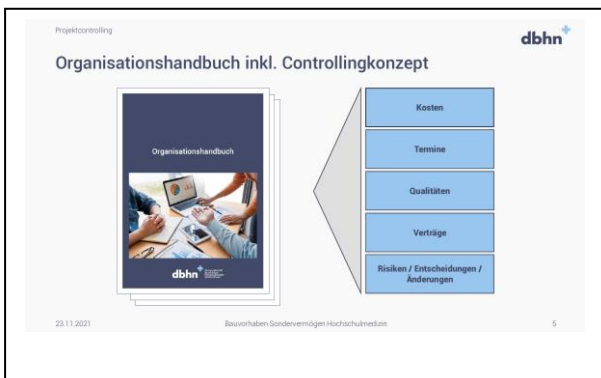 Projektcontrolling
dbhn
Organisationshandbuch inkl. Controllingkonzept
Organisationshandbuch
dbhn
Kosten
Termine
Qualitäten
Verträge
Risiken / Entscheidungen /
Änderungen
23.11.2021
Bauvorhaben Sondervermögen Hochschulmedizin
5